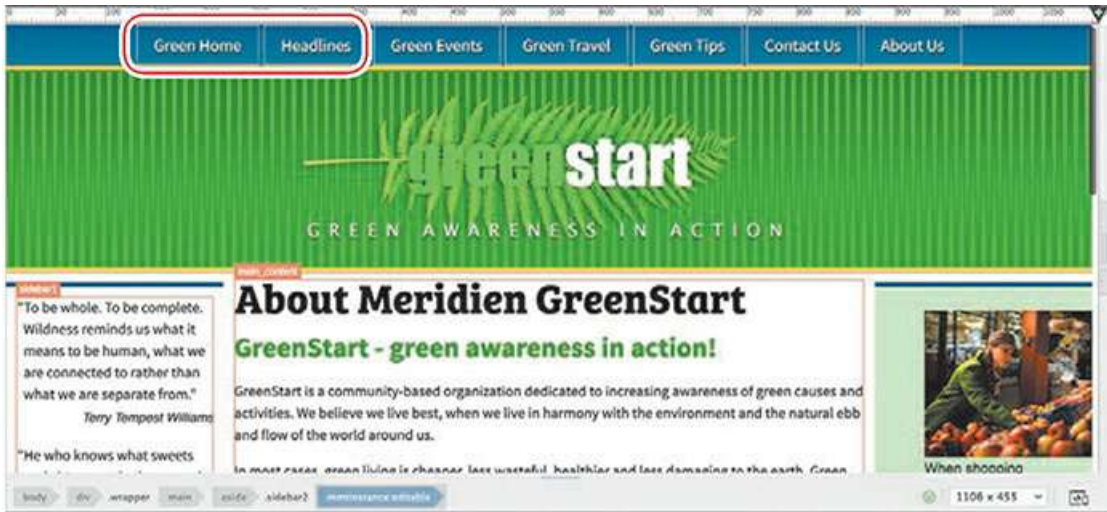 Green Home Headlines Green Events Green Travel Green Tips Contact Us About Us
greenstart
GREEN AWARENESS IN ACTION
main_content
sidebar1
About Meridien GreenStart
GreenStart - green awareness in action!
"To be whole. To be complete.
Wildness reminds us what it
means to be human, what we
are connected to rather than
what we are separate from."
Terry Tempest Williams
"He who knows what sweets
GreenStart is a community-based organization dedicated to increasing awareness of green causes and
activities. We believe we live best, when we live in harmony with the environment and the natural ebb
and flow of the world around us.
In most cases, green living is cheaper, less wasteful, healthier and less damaging to the earth. Green
When shopping
body div .wrapper main aside .sidebar2 mmtinstance:editable
1106 x 455